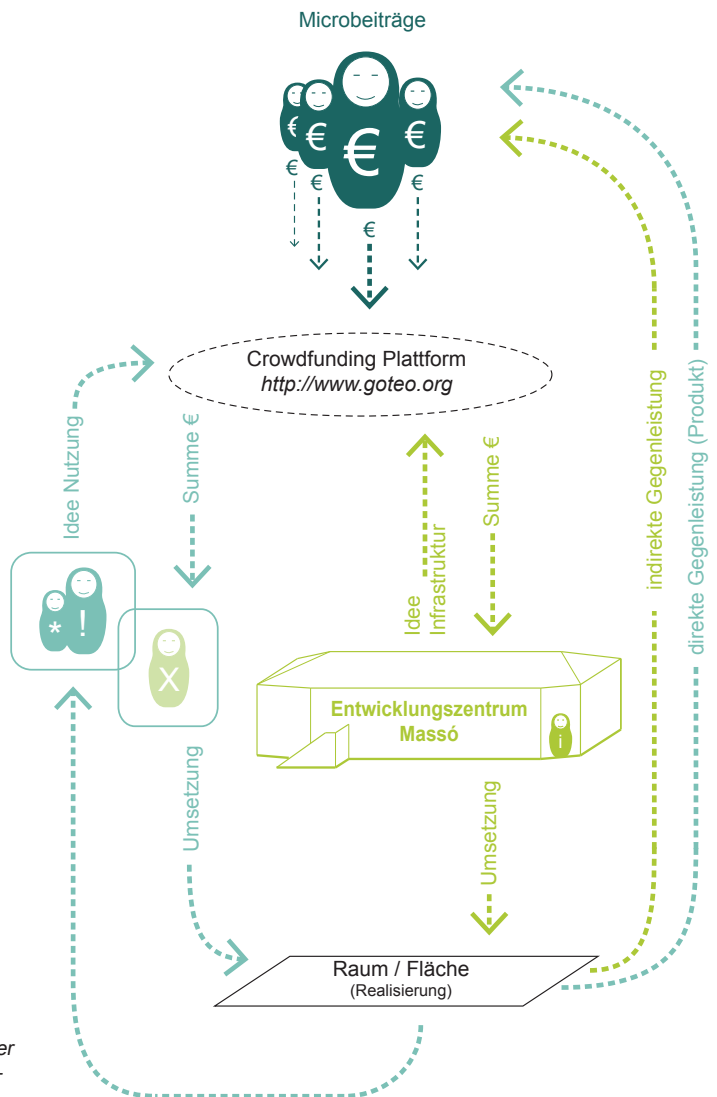 Microbeiträge
€
€
€
€
€
€
€
€
Crowdfunding Plattform
http://www.goteo.org
Idee Nutzung
Summe €
Idee
Infrastruktur
Summe €
indirekte Gegenleistung
direkte Gegenleistung (Produkt)
* !
X
Entwicklungszentrum
Massó
i
Umsetzung
Umsetzung
Raum / Fläche
(Realisierung)
er
-